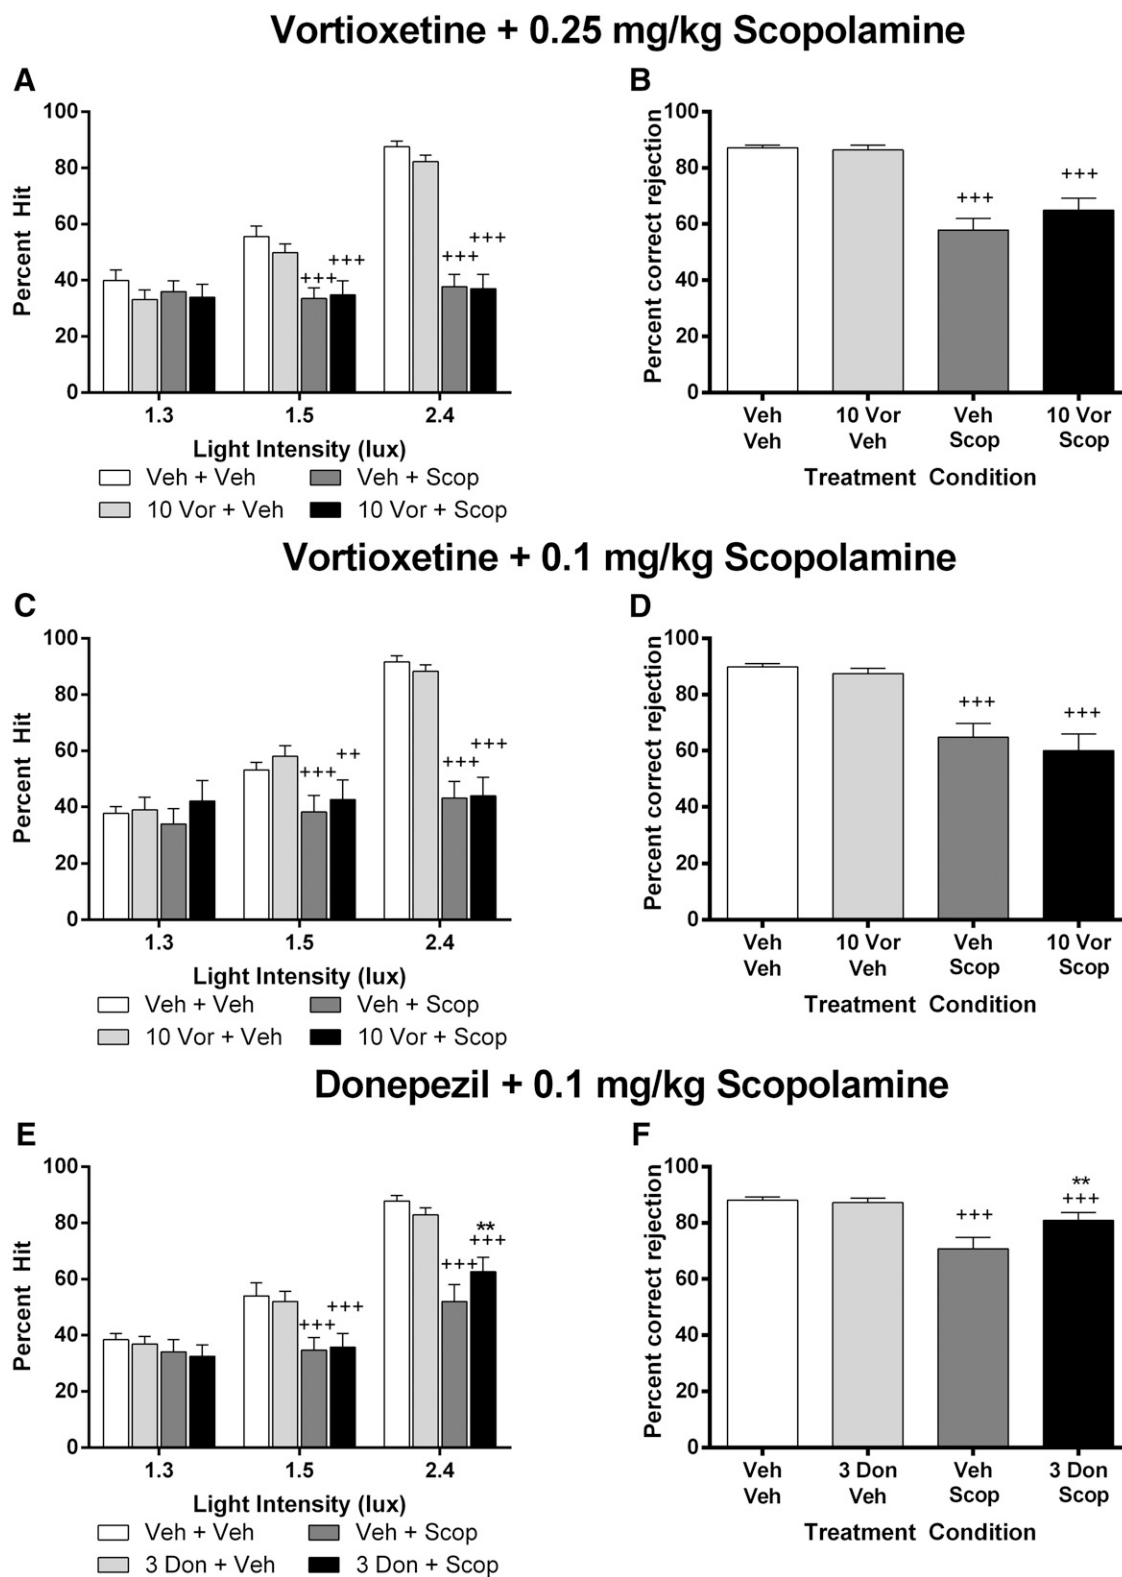 Vortioxetine + 0.25 mg/kg Scopolamine
A
Percent Hit
100
80
60
40
20
0
+++
+++
+++
+++
1.3 1.5 2.4
Light Intensity (lux)
Veh + Veh Veh + Scop
10 Vor + Veh 10 Vor + Scop
B
Percent correct rejection
100
80
60
40
20
0
+++
+++
Veh 10 Vor Veh 10 Vor
Veh Veh Scop Scop
Treatment Condition
Vortioxetine + 0.1 mg/kg Scopolamine
C
Percent Hit
100
80
60
40
20
0
+++
++
+++
+++
1.3 1.5 2.4
Light Intensity (lux)
Veh + Veh Veh + Scop
10 Vor + Veh 10 Vor + Scop
D
Percent correct rejection
100
80
60
40
20
0
+++
+++
Veh 10 Vor Veh 10 Vor
Veh Veh Scop Scop
Treatment Condition
Donepezil + 0.1 mg/kg Scopolamine
E
Percent Hit
100
80
60
40
20
0
+++
+++
+++
**
+++
1.3 1.5 2.4
Light Intensity (lux)
Veh + Veh Veh + Scop
3 Don + Veh 3 Don + Scop
F
Percent correct rejection
100
80
60
40
20
0
+++
**
+++
Veh 3 Don Veh 3 Don
Veh Veh Scop Scop
Treatment Condition